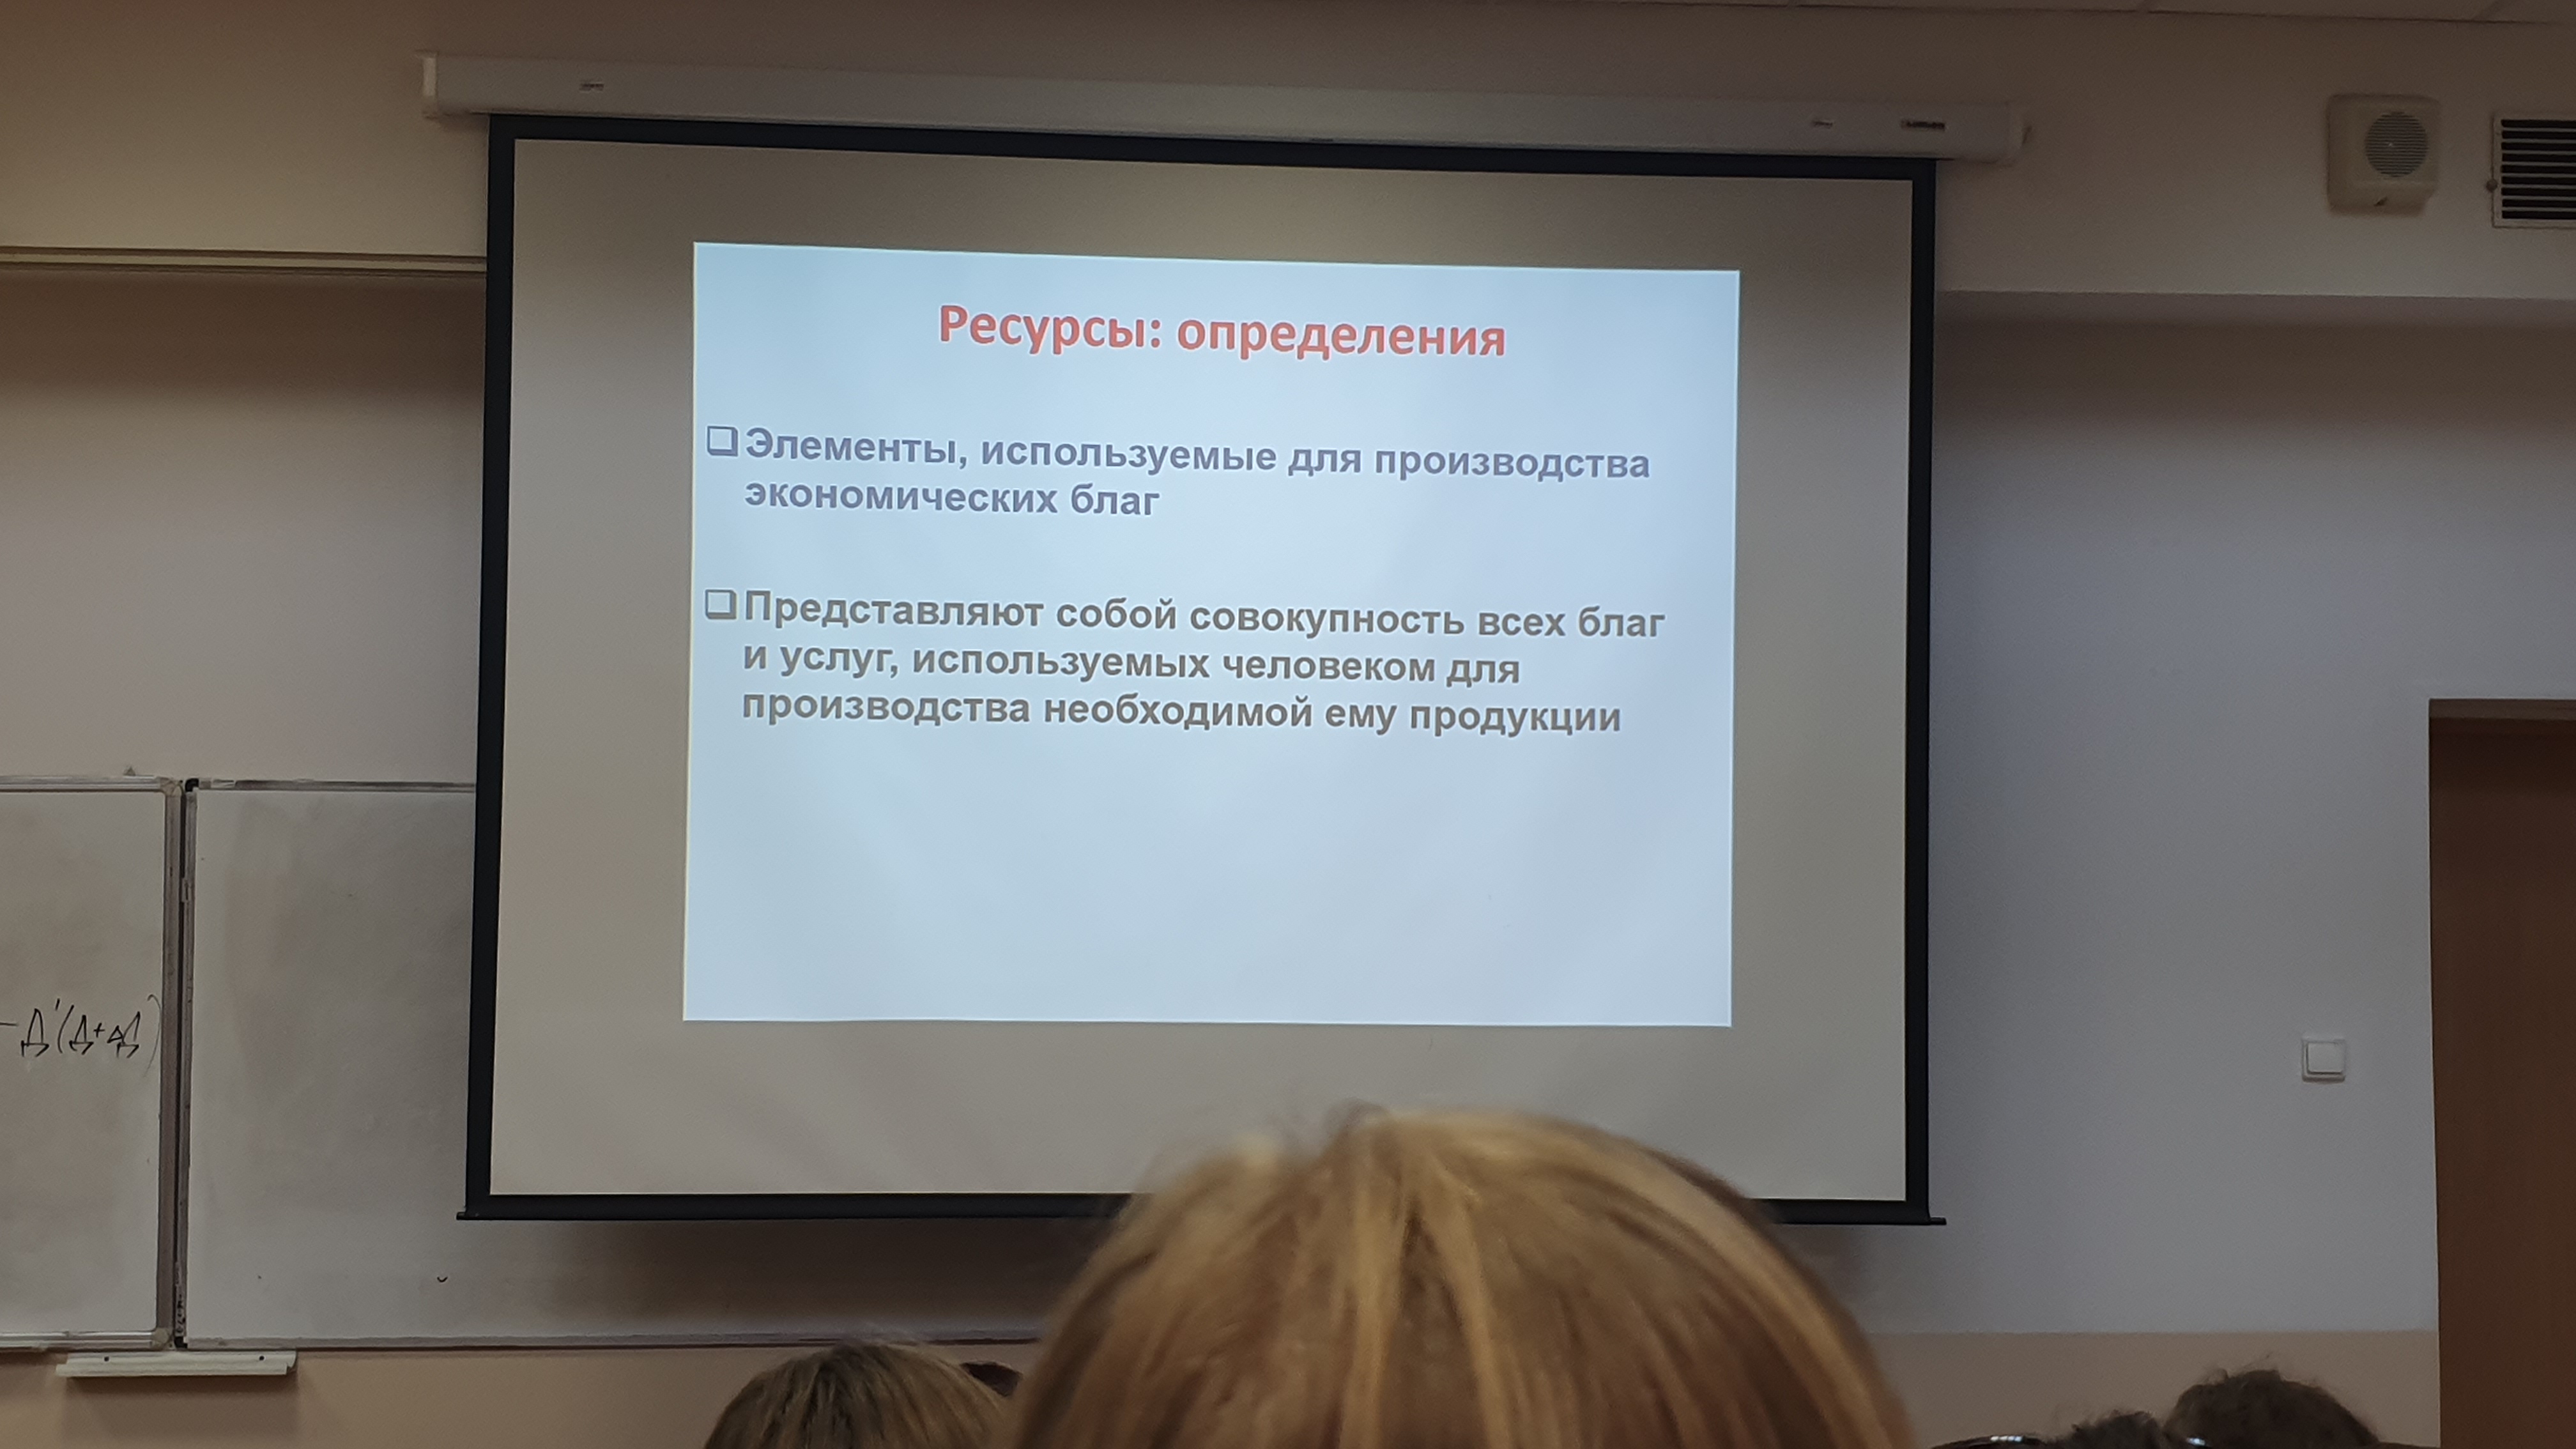 Ресурсы: определения
Элементы, используемые для производства
экономических благ
Представляют собой совокупность всех благ
и услуг, используемых человеком для
производства необходимой ему продукции
- Д'(Д+ΔД)